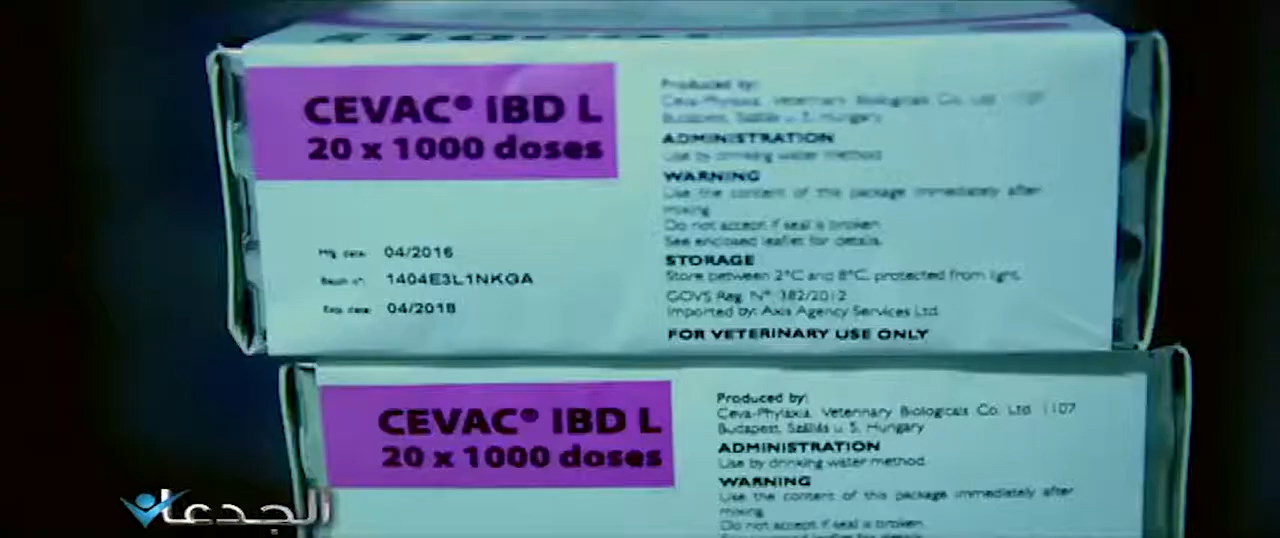 CEVAC® IBD L
20 x 1000 doses
Mfg. date: 04/2016
Batch n°: 1404E3L1NKGA
Exp. date: 04/2018
Produced by:
Ceva-Phylaxia, Veterinary Biologicals Co. Ltd. 1107
Budapest, Szállás u. 5. Hungary
ADMINISTRATION
Use by drinking water method
WARNING
Use the content of this package immediately after
mixing
Do not accept if seal is broken
See enclosed leaflet for details.
STORAGE
Store between 2°C and 8°C, protected from light.
GOVS Reg. N° 382/2012
Imported by: Axis Agency Services Ltd.
FOR VETERINARY USE ONLY
CEVAC® IBD L
20 x 1000 doses
Produced by:
Ceva-Phylaxia, Veterinary Biologicals Co. Ltd. 1107
Budapest, Szállás u. 5. Hungary
ADMINISTRATION
Use by drinking water method
WARNING
Use the content of this package immediately after
mixing
Do not accept if seal is broken
الجدعان